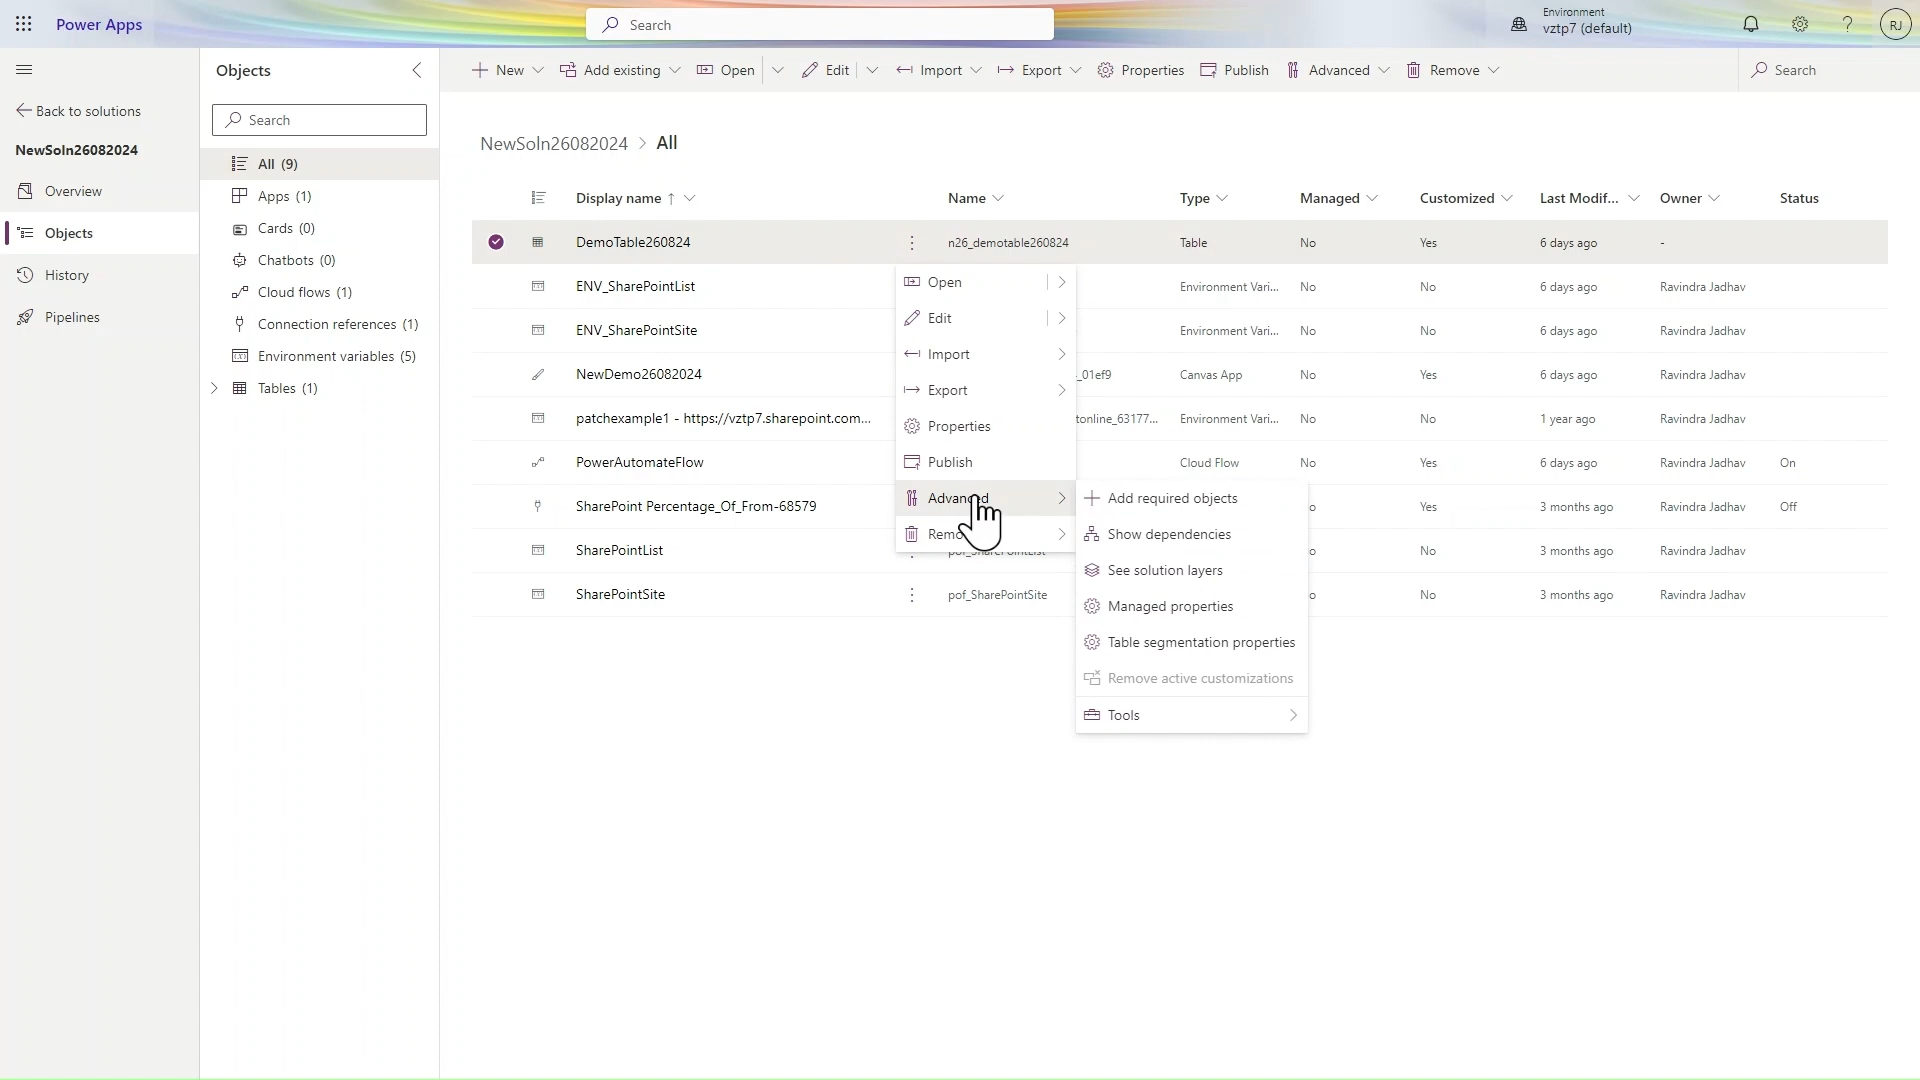 Power Apps
Search
Environment
vztp7 (default)
?
RJ
Back to solutions
NewSoln26082024
Overview
Objects
History
Pipelines
Objects
Search
All (9)
Apps (1)
Cards (0)
Chatbots (0)
Cloud flows (1)
Connection references (1)
Environment variables (5)
Tables (1)
New
Add existing
Open
Edit
Import
Export
Properties
Publish
Advanced
Remove
Search
NewSoln26082024 > All
Display name ↑ Name Type Managed Customized Last Modif... Owner Status
DemoTable260824 n26_demotable260824 Table No Yes 6 days ago -
ENV_SharePointList Environment Vari... No No 6 days ago Ravindra Jadhav
ENV_SharePointSite Environment Vari... No No 6 days ago Ravindra Jadhav
NewDemo26082024 _01ef9 Canvas App No Yes 6 days ago Ravindra Jadhav
patchexample1 - https://vztp7.sharepoint.com... tonline_63177... Environment Vari... No No 1 year ago Ravindra Jadhav
PowerAutomateFlow Cloud Flow No Yes 6 days ago Ravindra Jadhav On
SharePoint Percentage_Of_From-68579 Yes 3 months ago Ravindra Jadhav Off
SharePointList pof_SharePointList No 3 months ago Ravindra Jadhav
SharePointSite pof_SharePointSite No 3 months ago Ravindra Jadhav
Open
Edit
Import
Export
Properties
Publish
Advanced
Add required objects
Show dependencies
See solution layers
Managed properties
Table segmentation properties
Remove active customizations
Tools